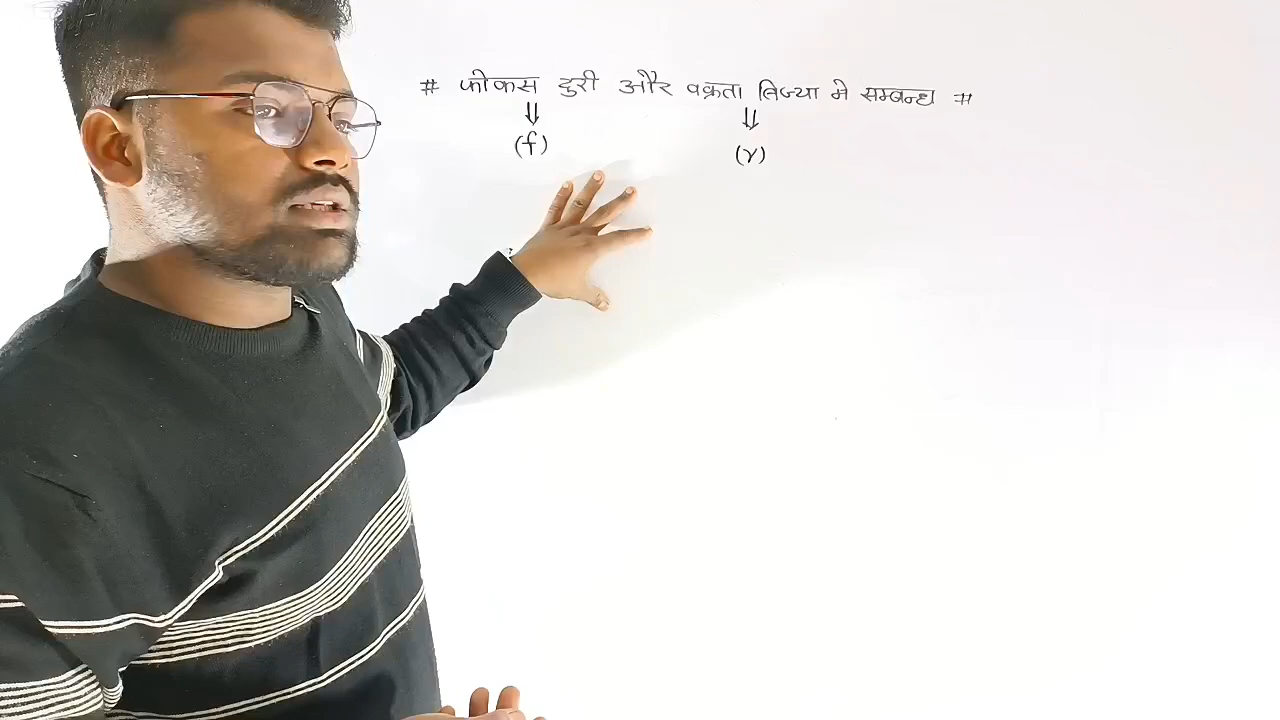 # फोकस दुरी और वक्रता त्रिज्या मे सम्बन्ध #
⇓ ⇓
(f) (r)